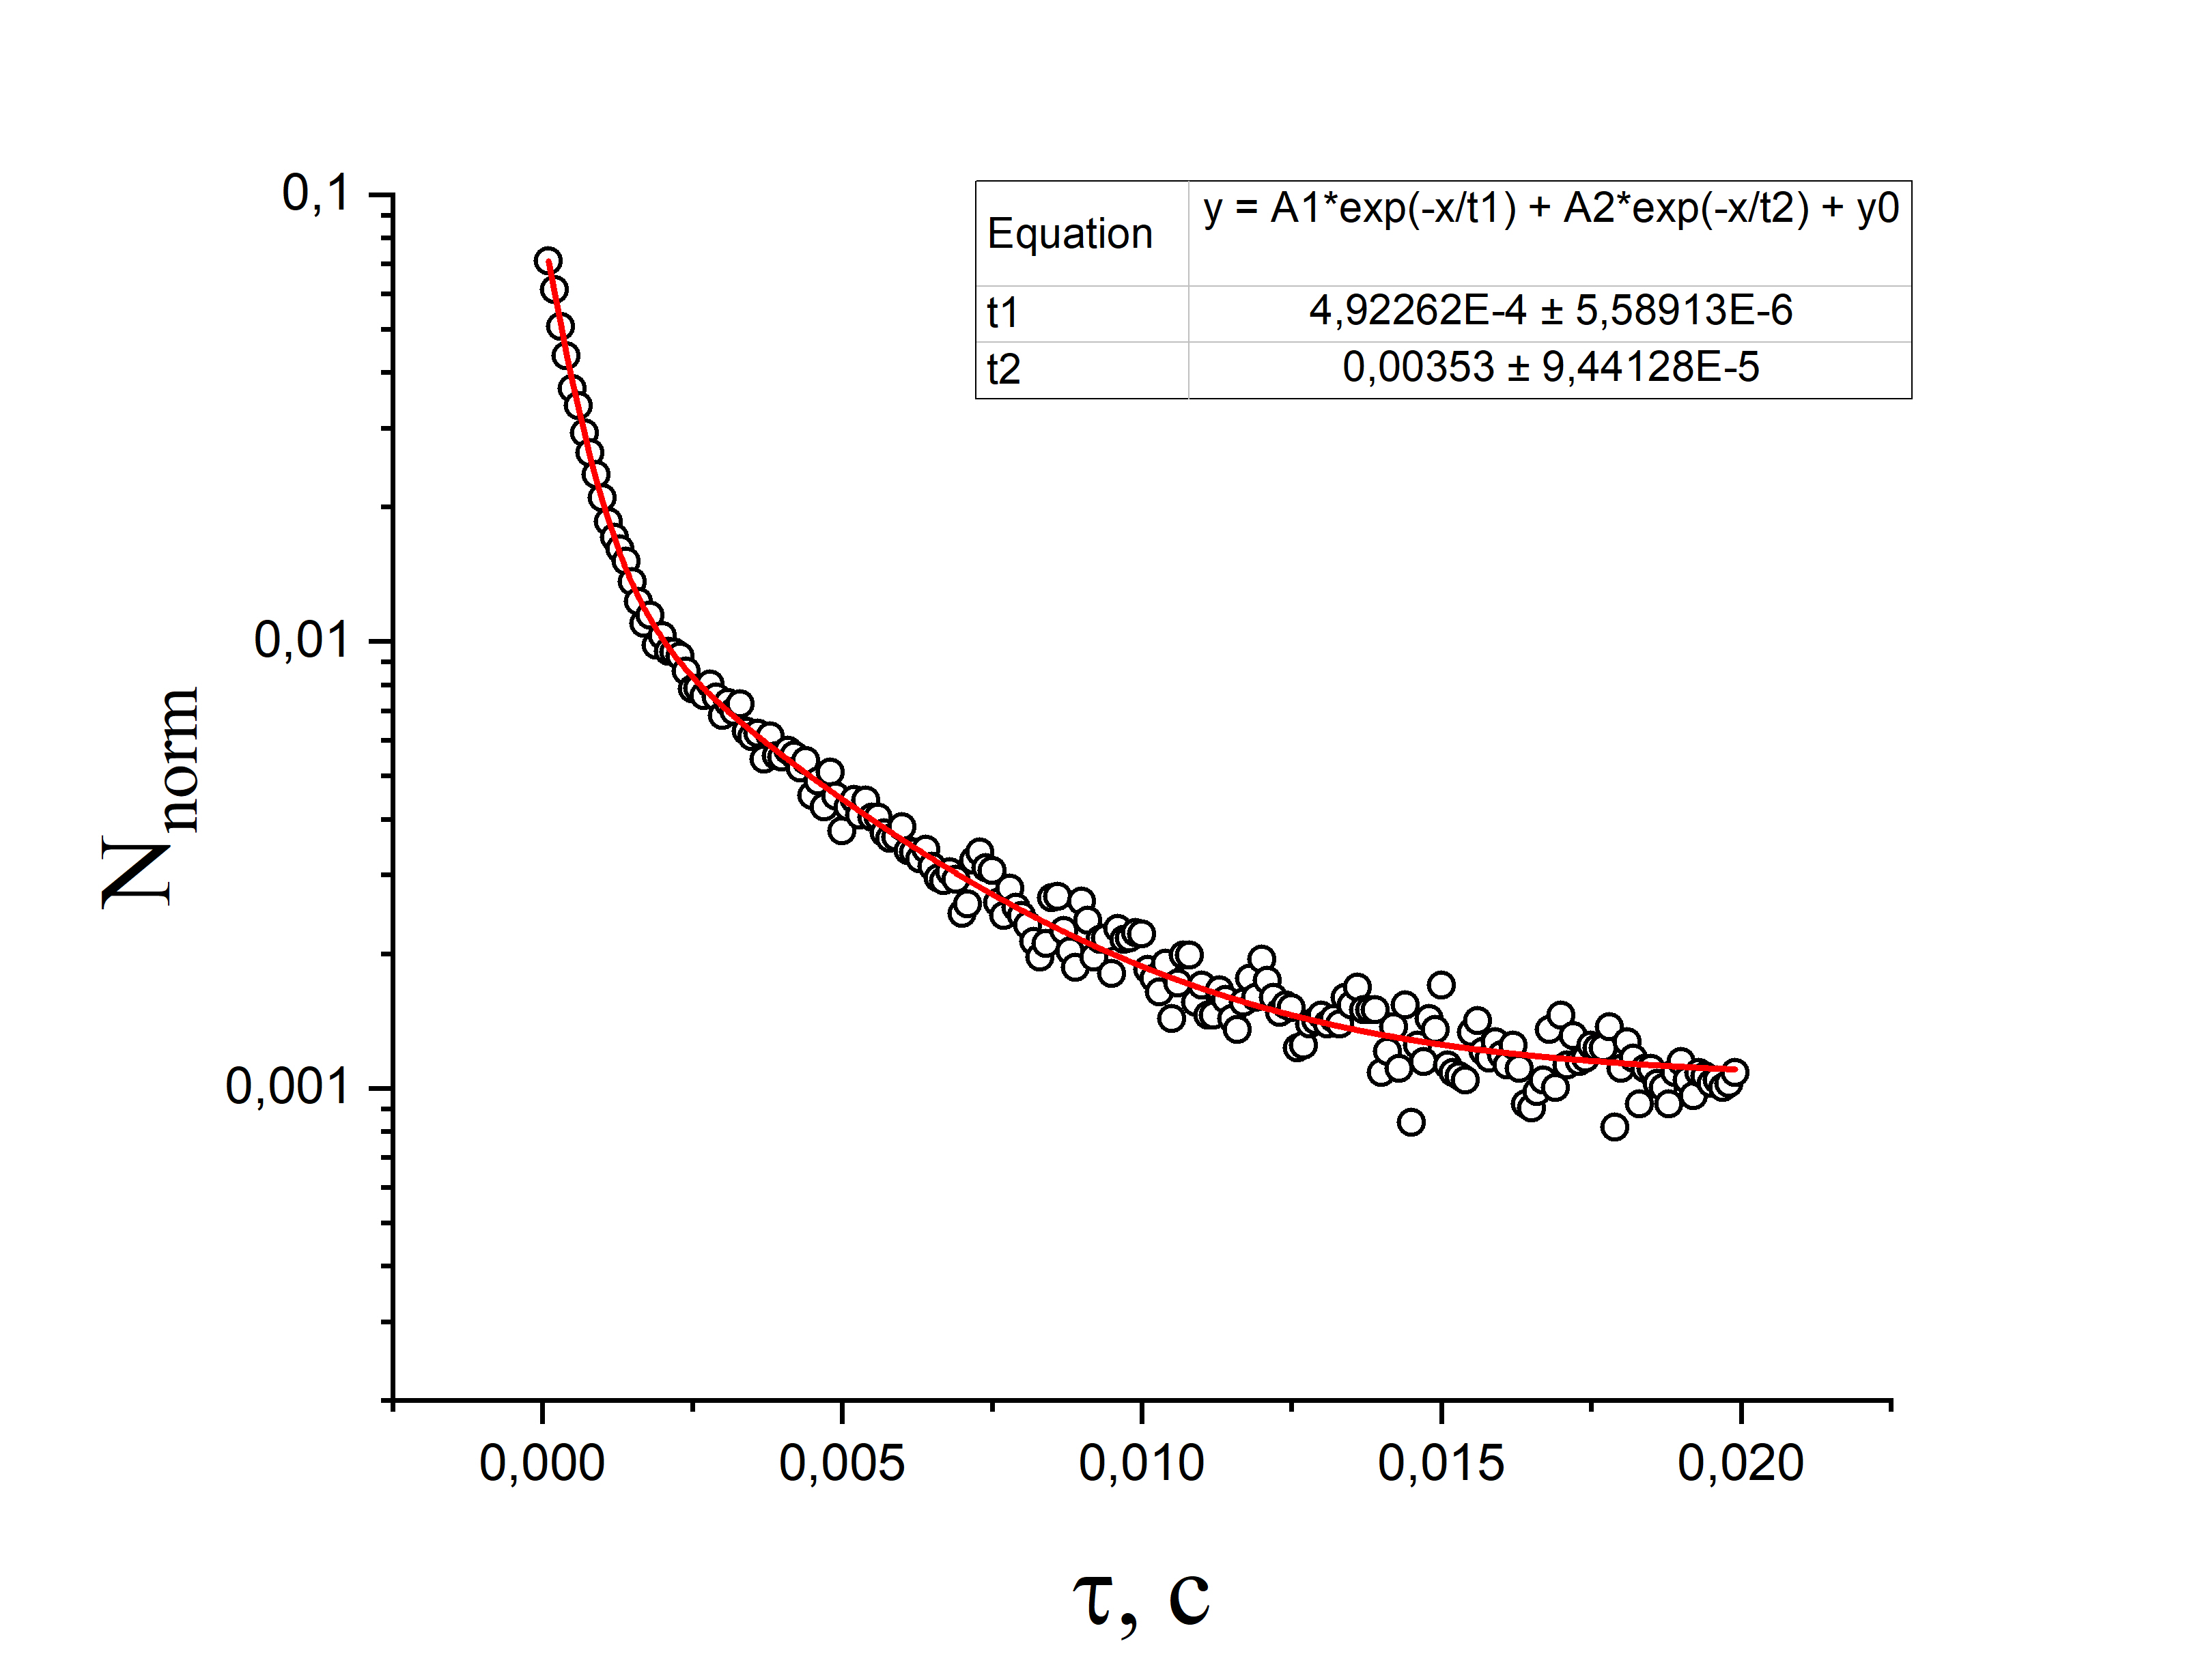 0,1
0,01
0,001
N norm
Equation y = A1*exp(-x/t1) + A2*exp(-x/t2) + y0
t1 4,92262E-4 ± 5,58913E-6
t2 0,00353 ± 9,44128E-5
0,000 0,005 0,010 0,015 0,020
τ, c